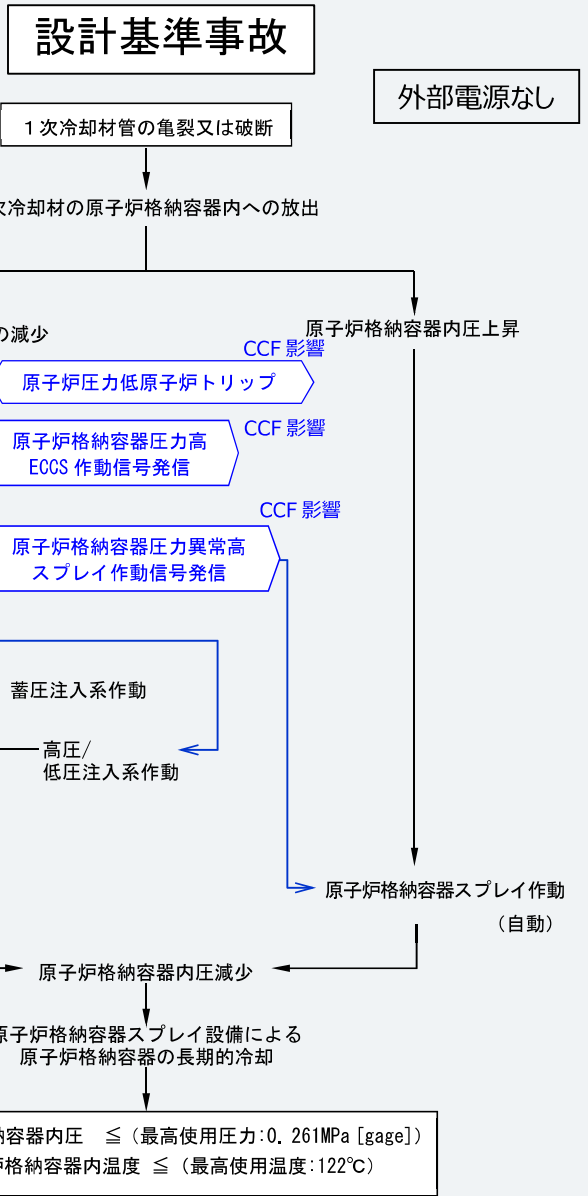 設計基準事故
外部電源なし
１次冷却材管の亀裂又は破断
次冷却材の原子炉格納容器内への放出
の減少
原子炉格納容器内圧上昇
CCF 影響
原子炉圧力低原子炉トリップ
CCF 影響
原子炉格納容器圧力高
ECCS 作動信号発信
CCF 影響
原子炉格納容器圧力異常高
スプレイ作動信号発信
蓄圧注入系作動
高圧/
低圧注入系作動
原子炉格納容器スプレイ作動
（自動）
原子炉格納容器内圧減少
原子炉格納容器スプレイ設備による
原子炉格納容器の長期的冷却
納容器内圧　≦（最高使用圧力:0.261MPa［gage］）
炉格納容器内温度 ≦（最高使用温度:122℃）